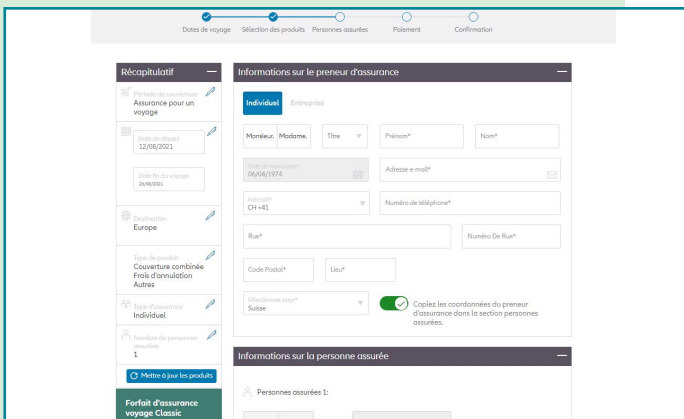 Dates de voyage Sélection des produits Personnes assurées Paiement Confirmation
Récapitulatif
Période de couverture
Assurance pour un
voyage
Date de départ
12/08/2021
Date fin du voyage
26/08/2021
Destination
Europe
Type de produit
Couverture combinée
Frais d'annulation
Autres
Type d'assurance
Individuel
Nombre de personnes
assurées
1
Mettre à jour les produits
Forfait d'assurance
voyage Classic
Informations sur le preneur d'assurance
Individuel Entreprise
Monsieur. Madame. Titre Prénom* Nom*
Date de naissance*
06/04/1974
Adresse e-mail*
Indicatif*
CH +41
Numéro de téléphone*
Rue* Numéro De Rue*
Code Postal* Lieu*
Sélectionner pays*
Suisse
Copiez les coordonnées du preneur
d'assurance dans la section personnes
assurées.
Informations sur la personne assurée
Personnes assurées 1: